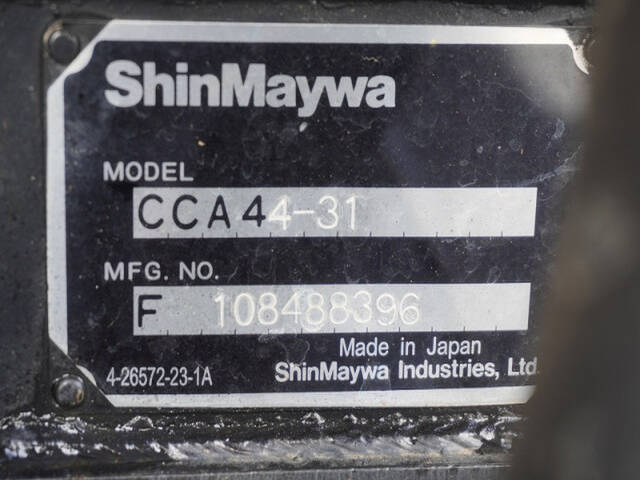 ShinMaywa
MODEL
CCA44-31
MFG. NO.
F 108488396
Made in Japan
4-26572-23-1A
ShinMaywa Industries, Ltd.